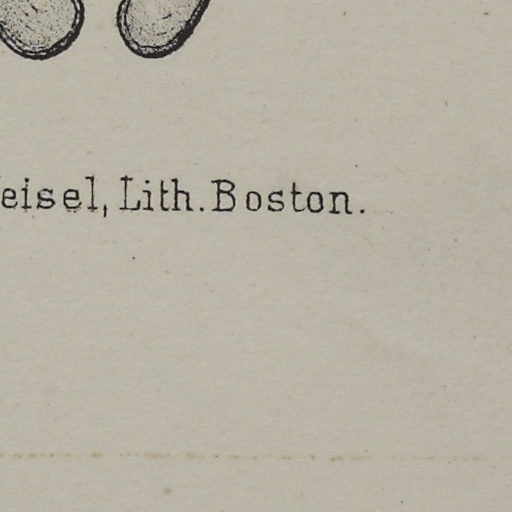 eisel, Lith. Boston.